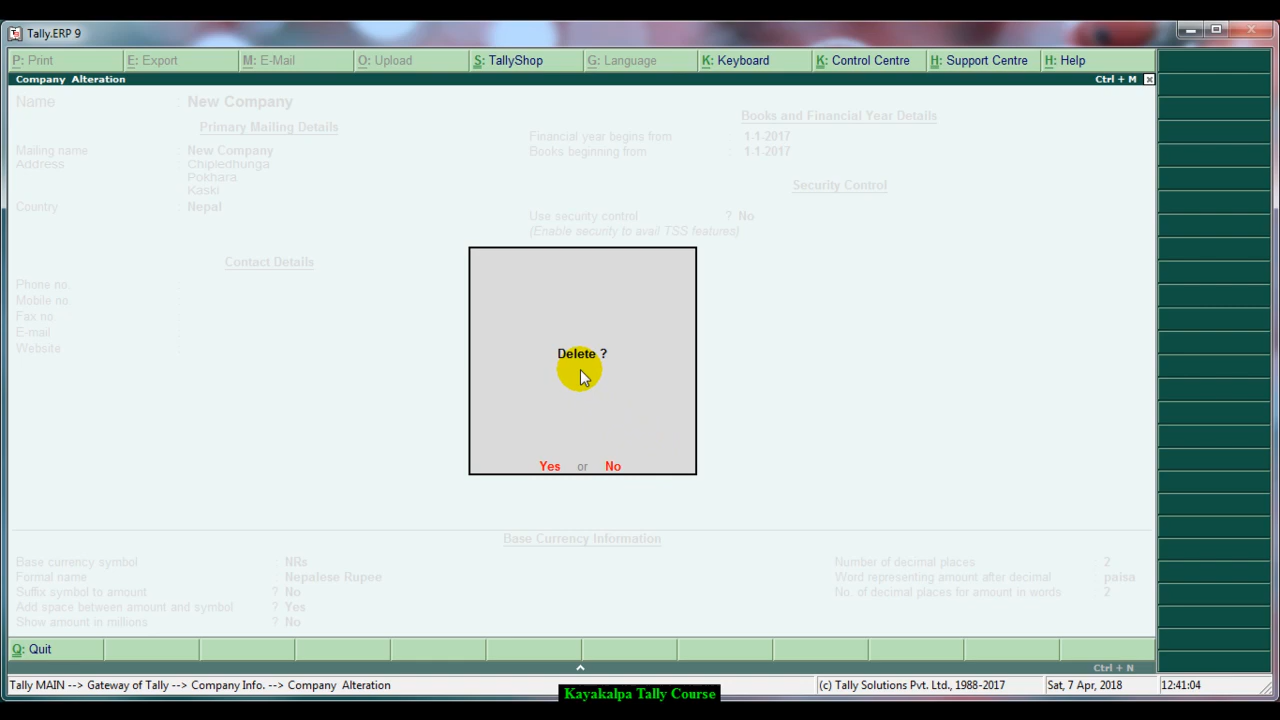 Tally.ERP 9
P: Print E: Export M: E-Mail O: Upload S: TallyShop G: Language K: Keyboard K: Control Centre H: Support Centre H: Help
Company Alteration Ctrl + M
Name : New Company
Primary Mailing Details
Mailing name : New Company
Address : Chipledhunga
Pokhara
Kaski
Country : Nepal
Contact Details
Phone no.
Mobile no.
Fax no.
E-mail
Website
Books and Financial Year Details
Financial year begins from : 1-1-2017
Books beginning from : 1-1-2017
Security Control
Use security control ? No
(Enable security to avail TSS features)
Delete ?
Yes or No
Base Currency Information
Base currency symbol : NRs
Formal name : Nepalese Rupee
Suffix symbol to amount ? No
Add space between amount and symbol ? Yes
Show amount in millions ? No
Number of decimal places : 2
Word representing amount after decimal : paisa
No. of decimal places for amount in words : 2
Q: Quit
Ctrl + N
Tally MAIN --> Gateway of Tally --> Company Info. --> Company Alteration (c) Tally Solutions Pvt. Ltd., 1988-2017 Sat, 7 Apr, 2018 12:41:04
Kayakalpa Tally Course